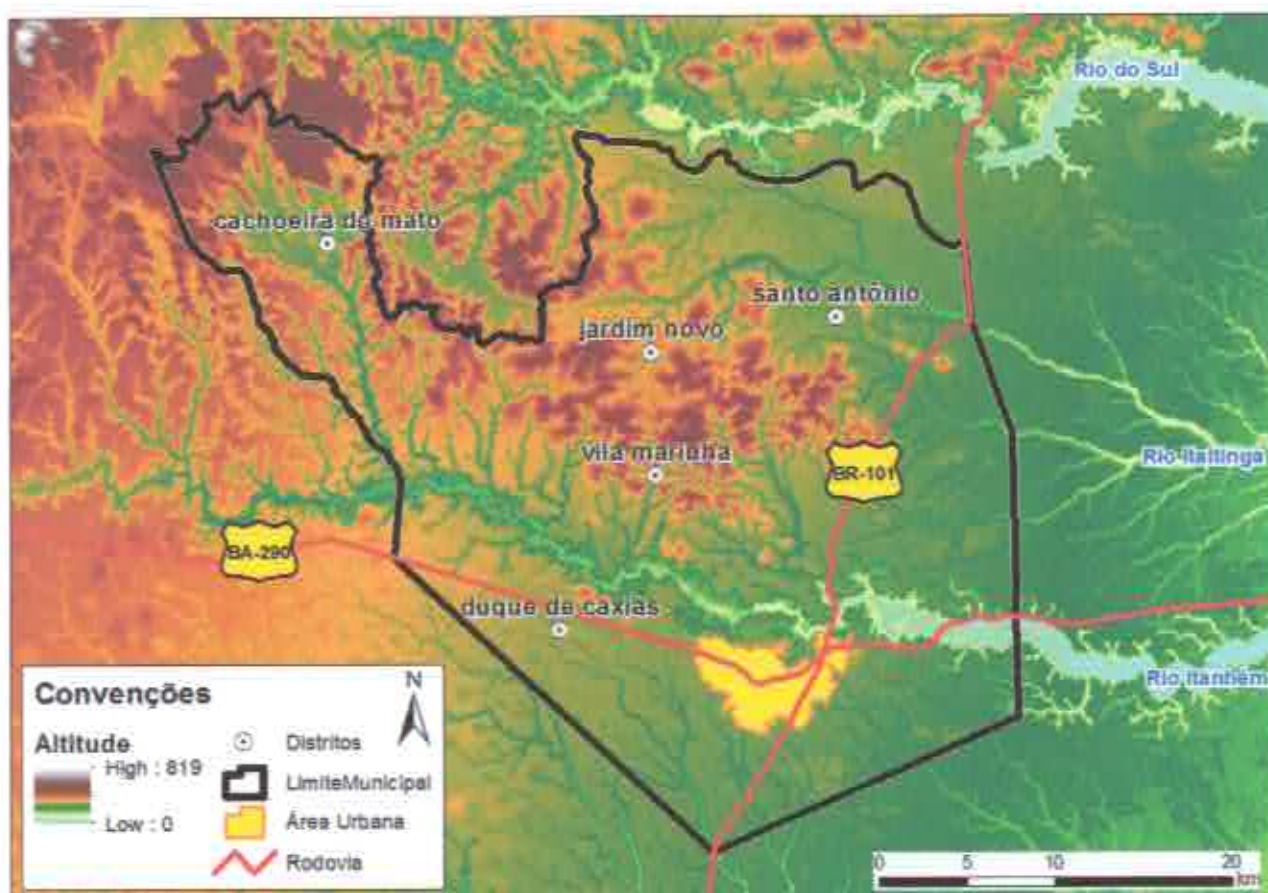 Rio do Sul
cachoeira do mato
santo antônio
jardim novo
vila marinha
BR-101
Rio Itaitinga
BA-290
duque de caxias
Rio Itanhém
Convenções
N
Altitude
High : 819
Low : 0
Distritos
LimiteMunicipal
Área Urbana
Rodovia
0 5 10 20
km